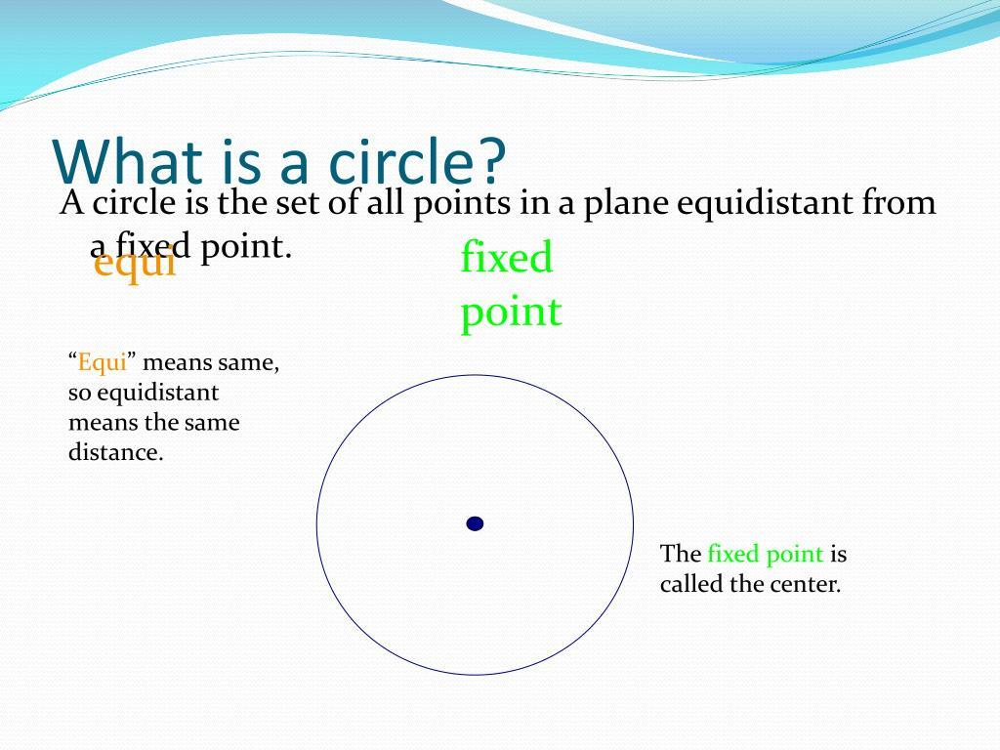 What is a circle?
A circle is the set of all points in a plane equidistant from
a fixed point.
equi
fixed
point
“Equi” means same,
so equidistant
means the same
distance.
The fixed point is
called the center.